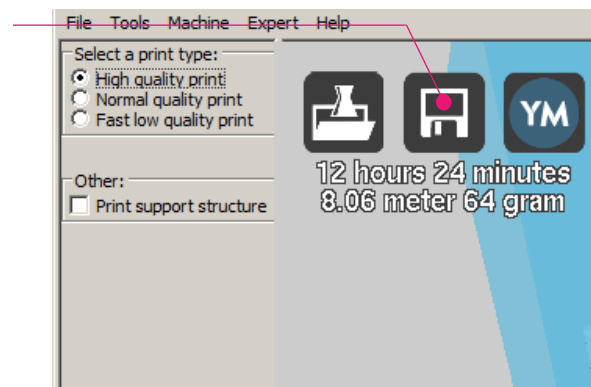 File Tools Machine Expert Help
Select a print type:
High quality print
Normal quality print
Fast low quality print
Other:
Print support structure
YM
12 hours 24 minutes
8.06 meter 64 gram